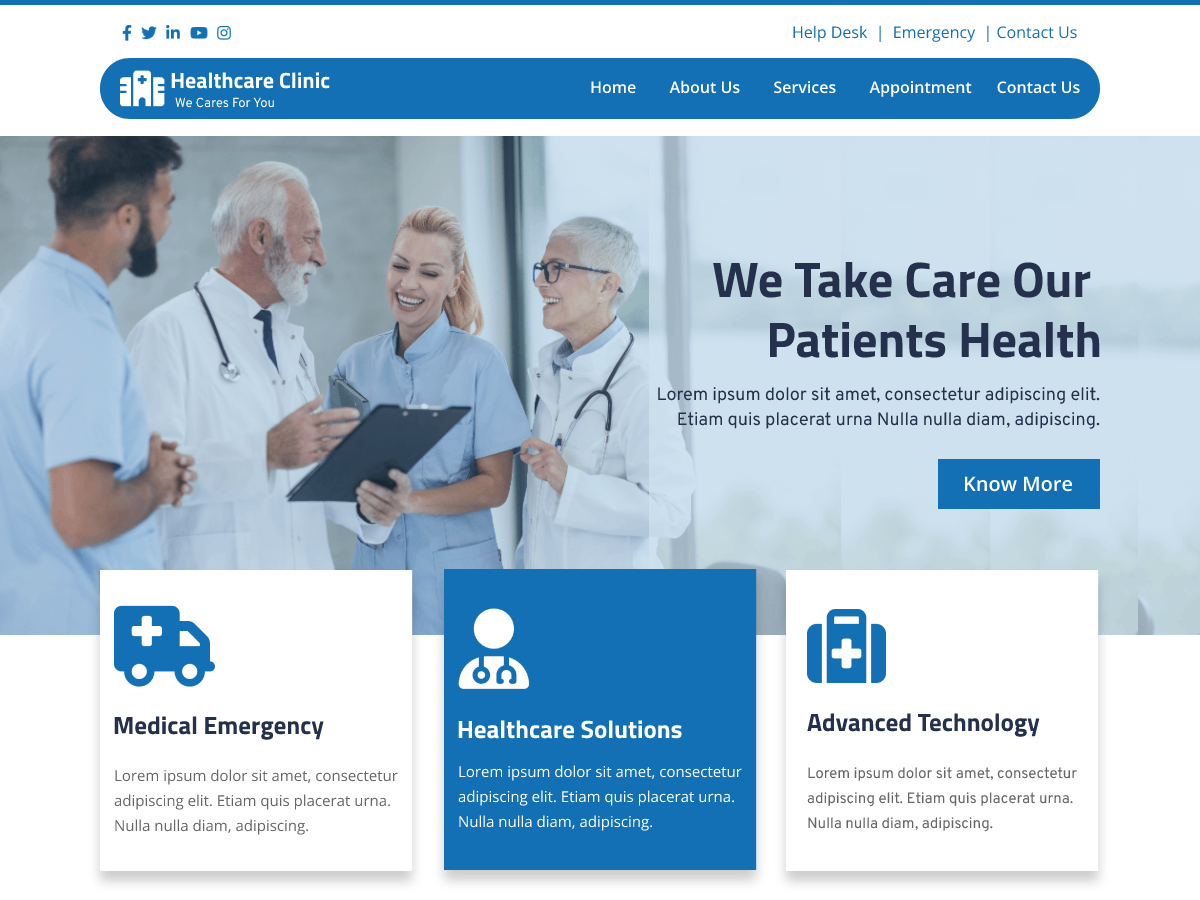 Help Desk | Emergency | Contact Us
Healthcare Clinic
We Cares For You
Home About Us Services Appointment Contact Us
We Take Care Our
Patients Health
Lorem ipsum dolor sit amet, consectetur adipiscing elit.
Etiam quis placerat urna Nulla nulla diam, adipiscing.
Know More
Medical Emergency
Lorem ipsum dolor sit amet, consectetur
adipiscing elit. Etiam quis placerat urna.
Nulla nulla diam, adipiscing.
Healthcare Solutions
Lorem ipsum dolor sit amet, consectetur
adipiscing elit. Etiam quis placerat urna.
Nulla nulla diam, adipiscing.
Advanced Technology
Lorem ipsum dolor sit amet, consectetur
adipiscing elit. Etiam quis placerat urna.
Nulla nulla diam, adipiscing.